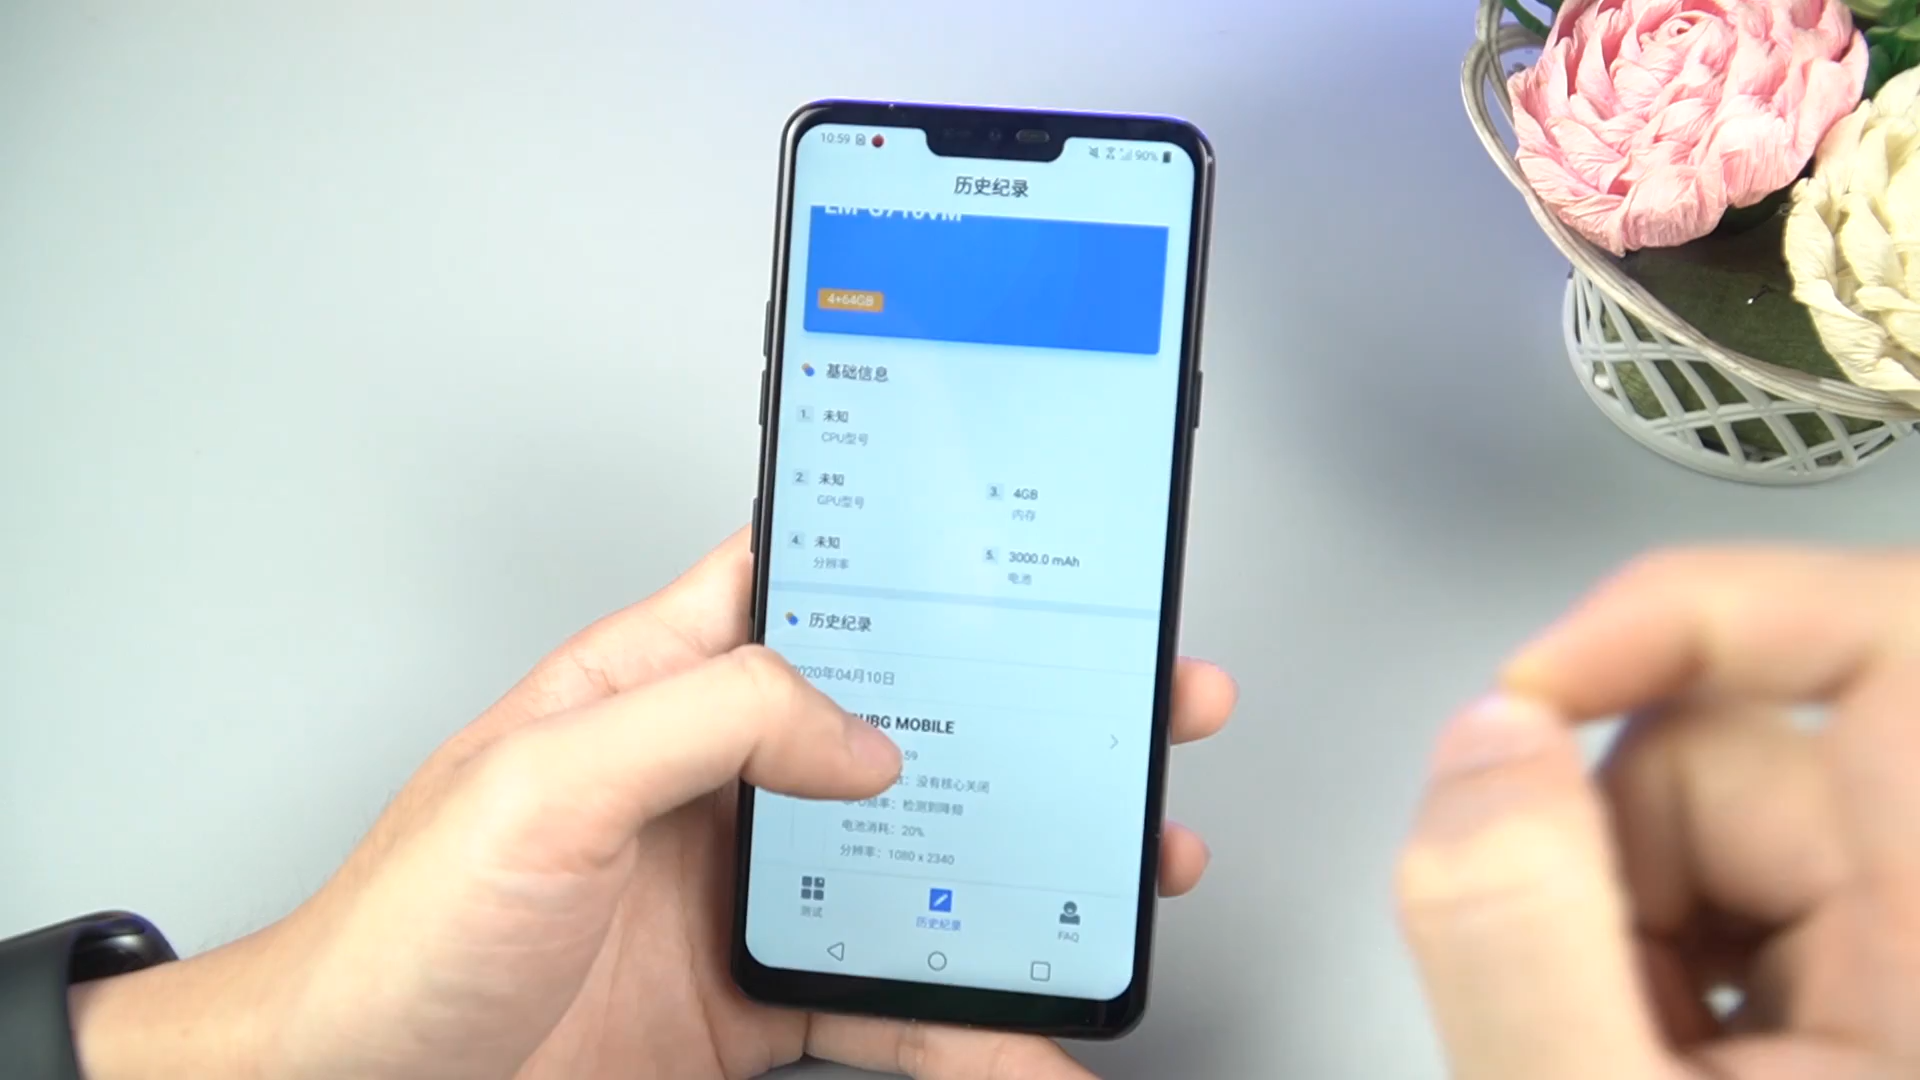 10:59
90%
历史纪录
LM-G710VM
4+64GB
基础信息
1. 未知
CPU型号
2. 未知
GPU型号
3. 4GB
内存
4. 未知
分辨率
5. 3000.0 mAh
电池
历史纪录
2020年04月10日
PUBG MOBILE
59
没有核心关闭
频率：检测到降频
电池消耗：20%
分辨率：1080 x 2340
测试
历史纪录
FAQ